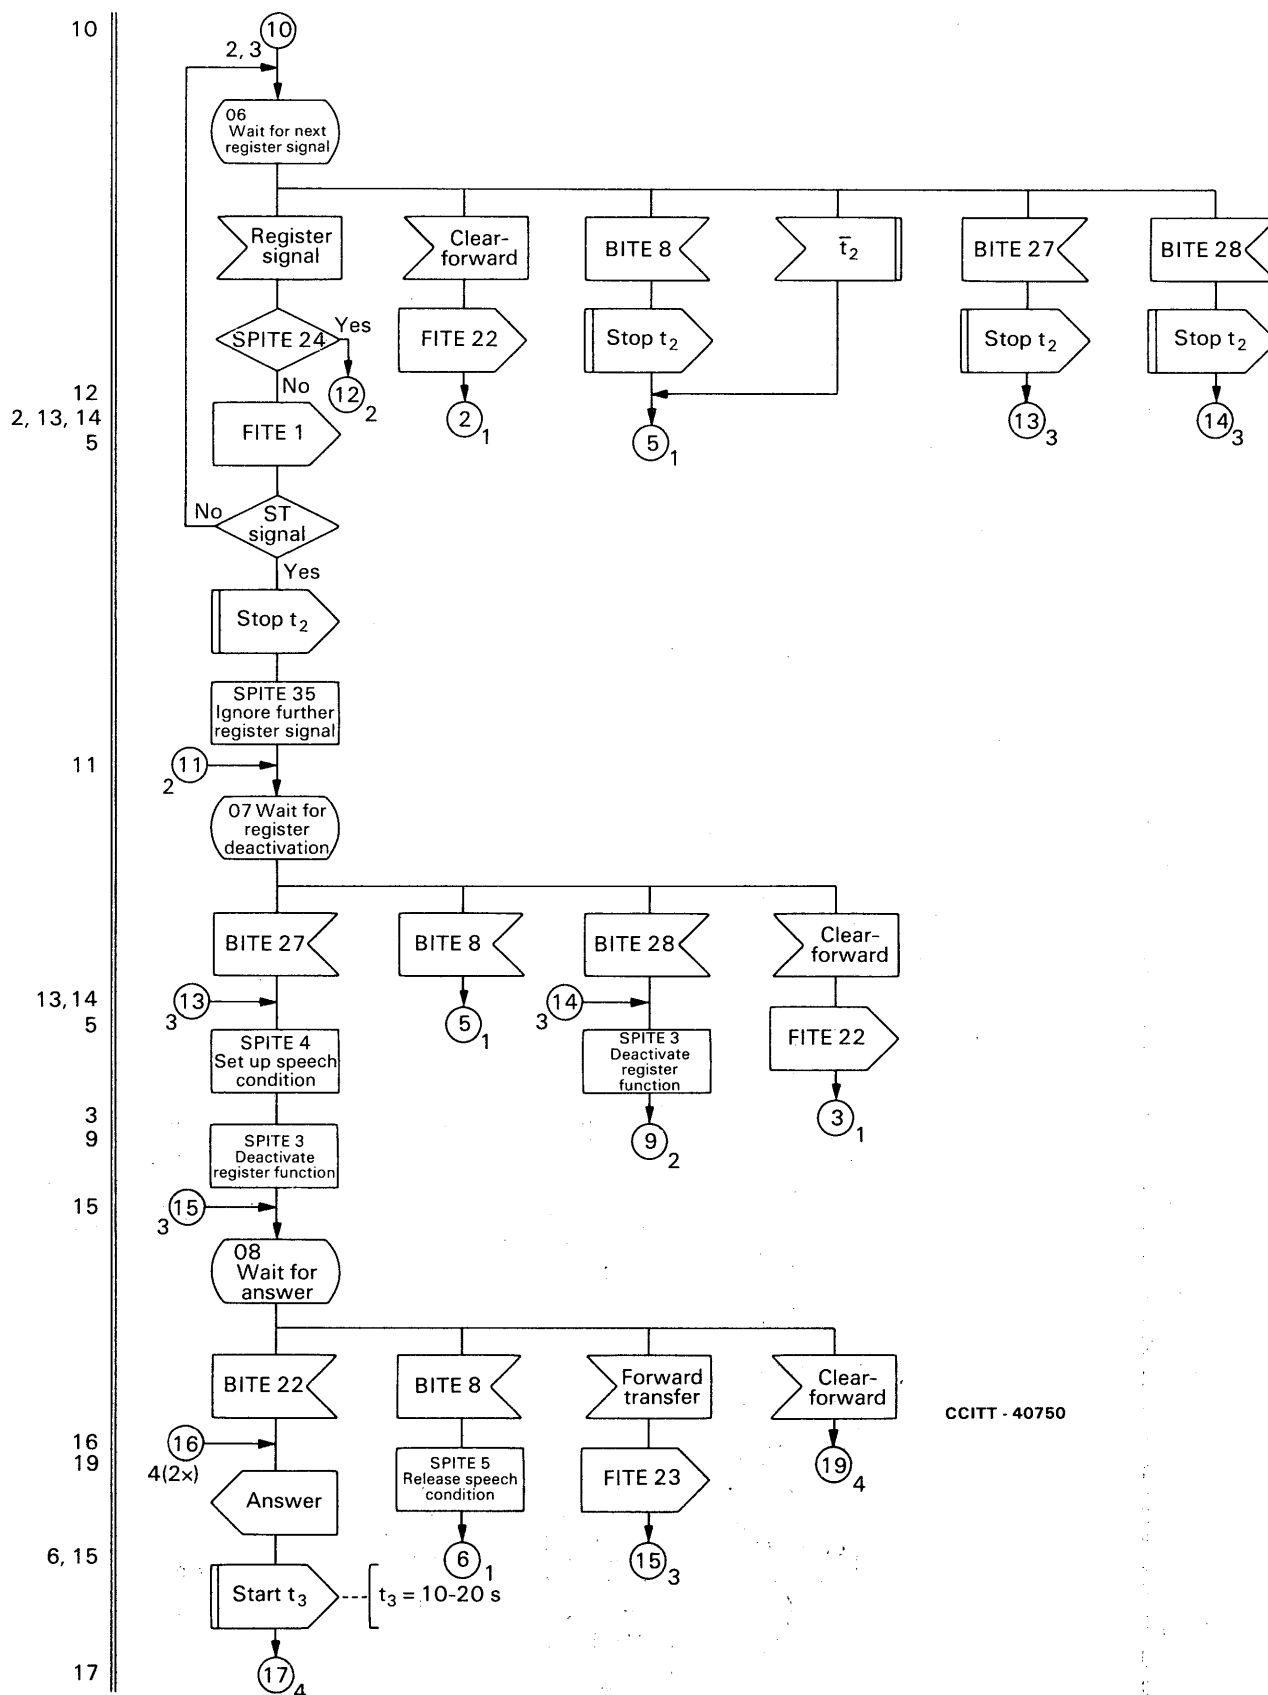 10
10
2, 3
06
Wait for next
register signal
Register
signal
Clear-
forward
BITE 8
t̄2
BITE 27
BITE 28
SPITE 24
Yes
FITE 22
Stop t2
Stop t2
Stop t2
No
12
2
12
2, 13, 14
5
FITE 1
2
1
5
1
13
3
14
3
No
ST
signal
Yes
Stop t2
SPITE 35
Ignore further
register signal
11
11
2
07 Wait for
register
deactivation
BITE 27
BITE 8
BITE 28
Clear-
forward
13, 14
5
13
3
5
1
14
3
FITE 22
SPITE 4
Set up speech
condition
SPITE 3
Deactivate
register
function
3
9
3
1
9
2
SPITE 3
Deactivate
register function
15
15
3
08
Wait for
answer
BITE 22
BITE 8
Forward
transfer
Clear-
forward
CCITT - 40750
16
19
16
4(2x)
SPITE 5
Release speech
condition
FITE 23
19
4
Answer
6, 15
6
1
15
3
Start t3
t3 = 10-20 s
17
17
4